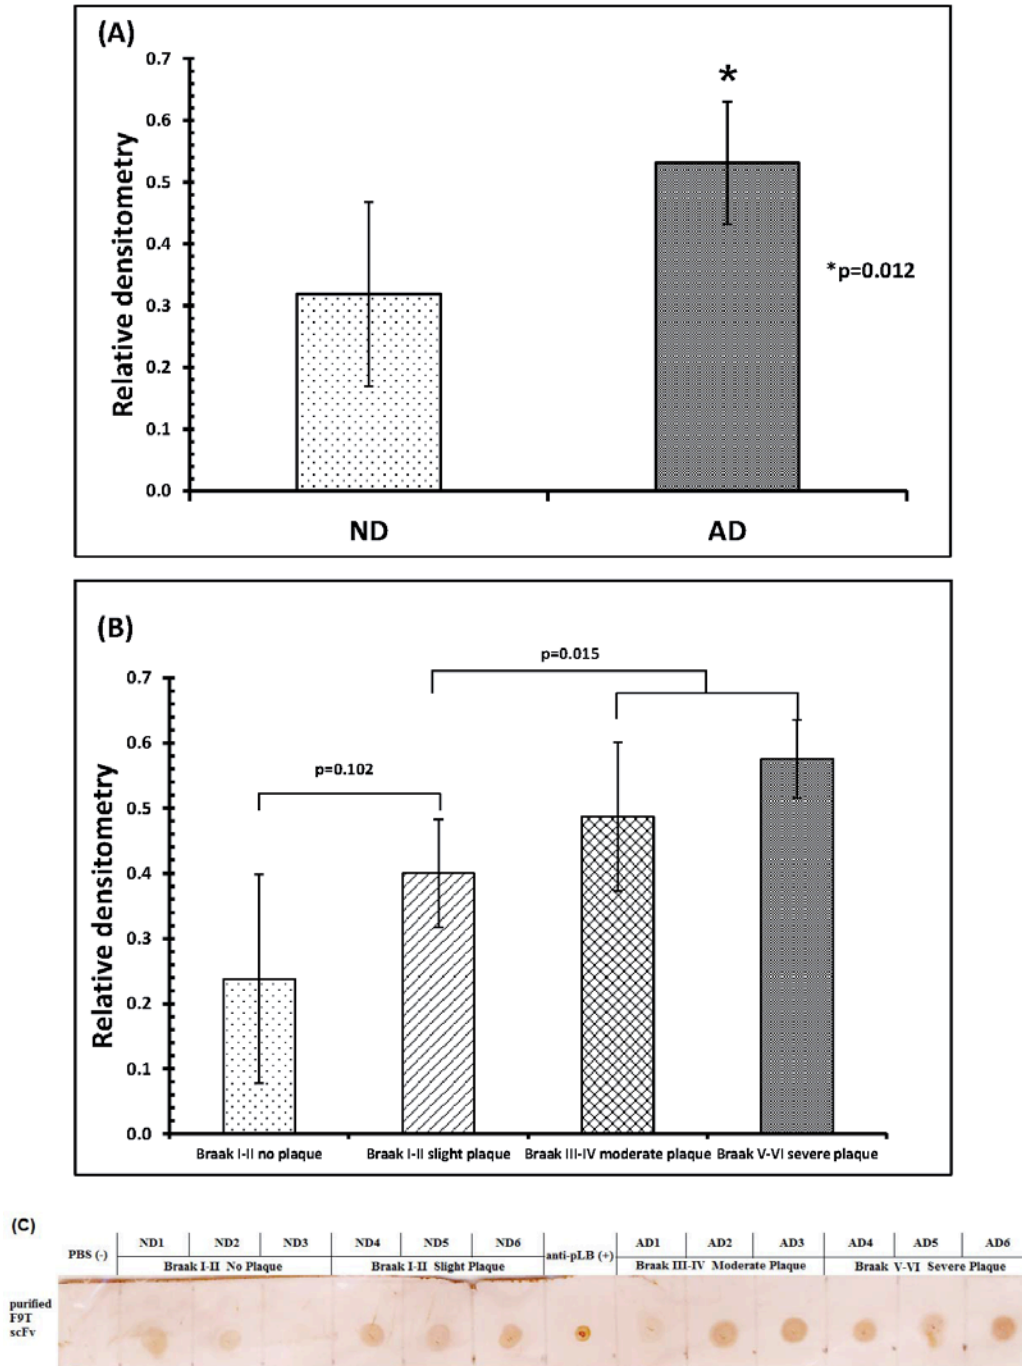 (A)
0.7
0.6
0.5
0.4
0.3
0.2
0.1
0.0
Relative densitometry
*
*p=0.012
ND AD
(B)
p=0.015
p=0.102
0.7
0.6
0.5
0.4
0.3
0.2
0.1
0.0
Relative densitometry
Braak I-II no plaque Braak I-II slight plaque Braak III-IV moderate plaque Braak V-VI severe plaque
(C)
PBS (-) ND1 ND2 ND3 ND4 ND5 ND6 anti-pLB (+) AD1 AD2 AD3 AD4 AD5 AD6
Braak I-II No Plaque Braak I-II Slight Plaque Braak III-IV Moderate Plaque Braak V-VI Severe Plaque
purified
F9T
scFv